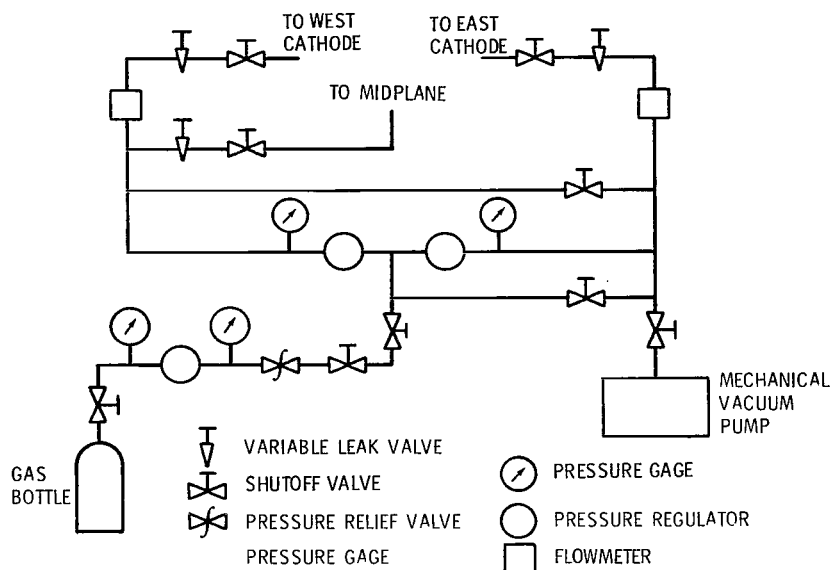 TO WEST
CATHODE
TO EAST
CATHODE
TO MIDPLANE
MECHANICAL
VACUUM
PUMP
GAS
BOTTLE
VARIABLE LEAK VALVE
SHUTOFF VALVE
PRESSURE RELIEF VALVE
PRESSURE GAGE
PRESSURE GAGE
PRESSURE REGULATOR
FLOWMETER